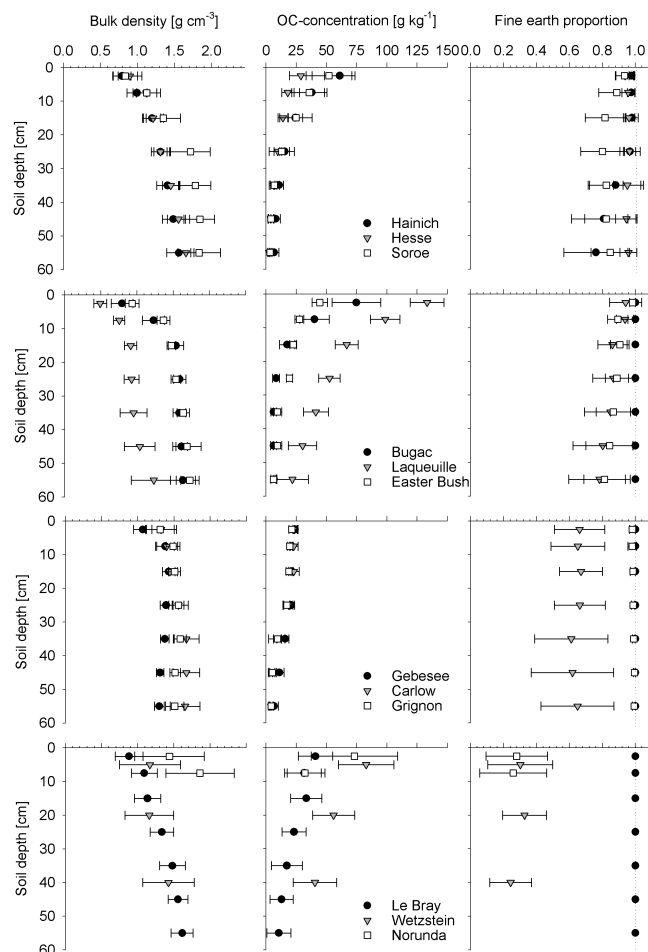 Bulk density [g cm⁻³] OC-concentration [g kg⁻¹] Fine earth proportion
0.0 0.5 1.0 1.5 2.0 0 25 50 75 100 125 150 0.0 0.2 0.4 0.6 0.8 1.0
Soil depth [cm]
0
10
20
30
40
50
60
Hainich
Hesse
Soroe
Soil depth [cm]
0
10
20
30
40
50
60
Bugac
Laqueuille
Easter Bush
Soil depth [cm]
0
10
20
30
40
50
60
Gebesee
Carlow
Grignon
Soil depth [cm]
0
10
20
30
40
50
60
Le Bray
Wetzstein
Norunda